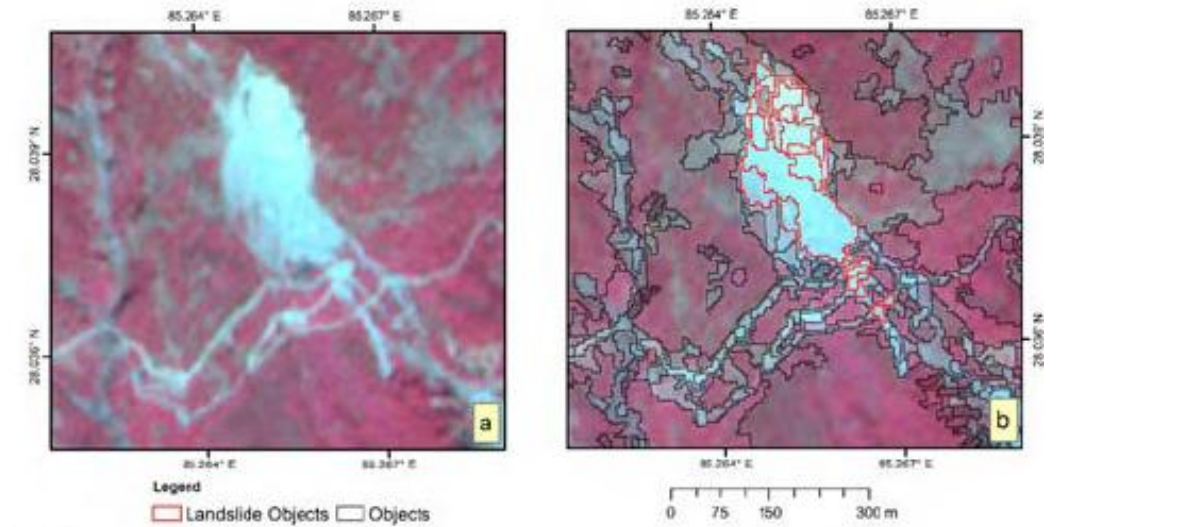 85.264° E 85.267° E 85.264° E 85.267° E
28.039° N
28.036° N
28.039° N
28.036° N
a
b
85.264° E 85.267° E 85.264° E 85.267° E
Legend
Landslide Objects Objects
0 75 150 300 m